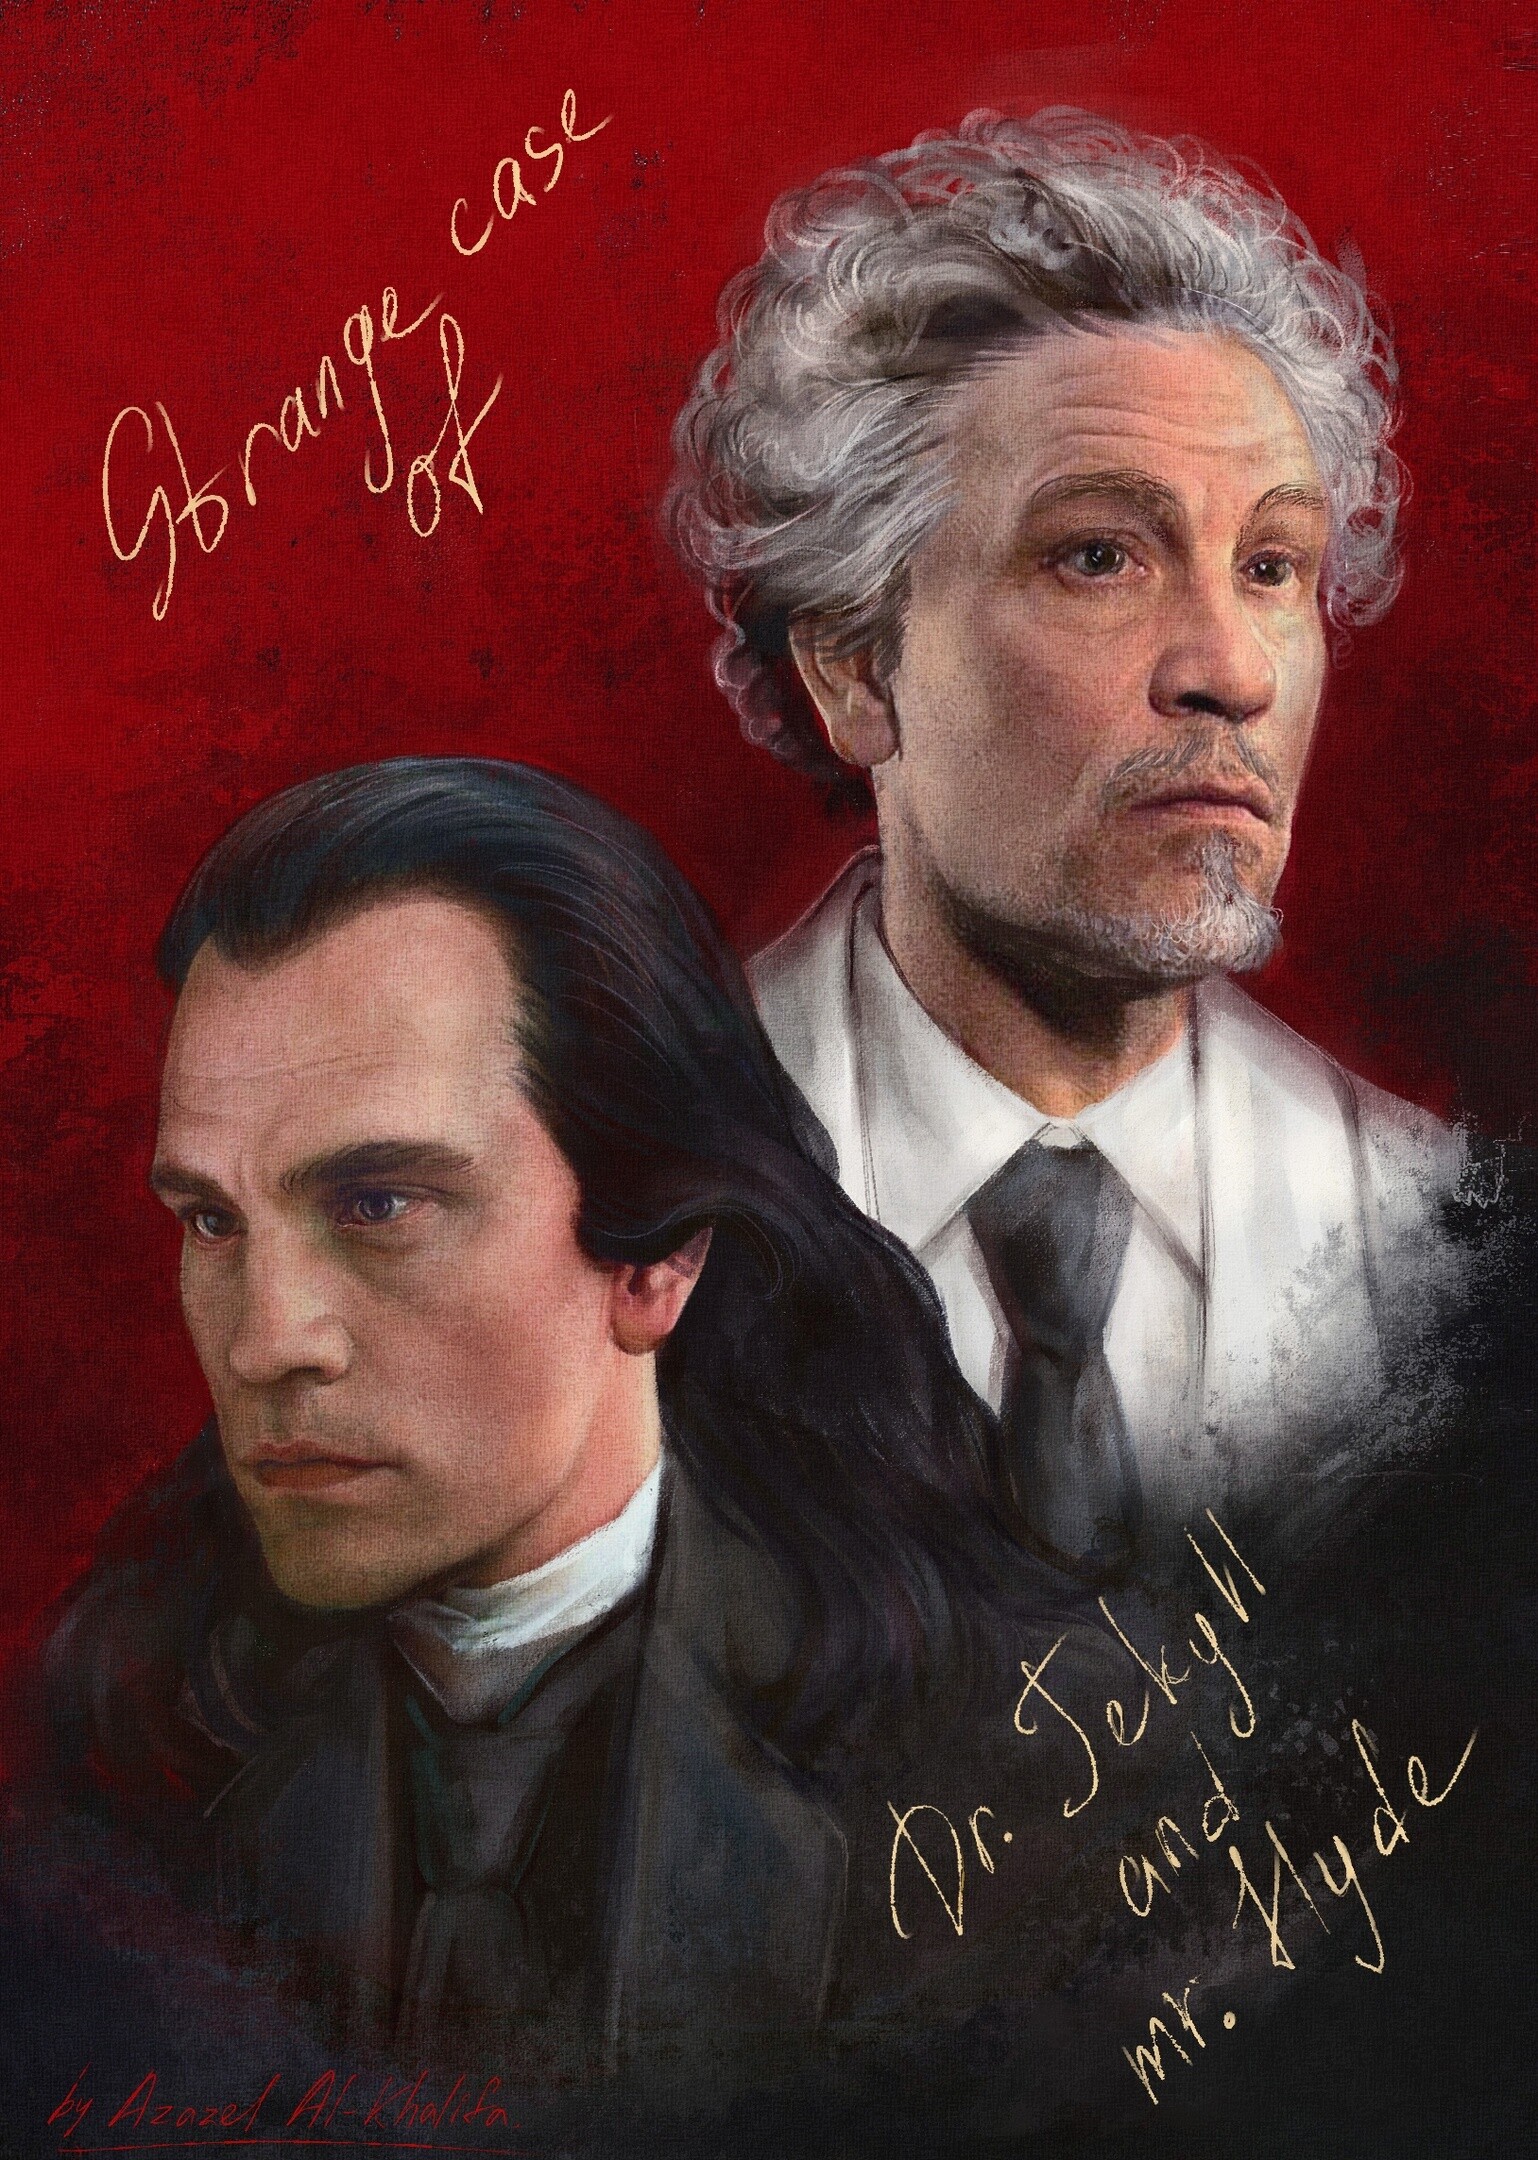 Strange case
of
Dr. Jekyll
and
mr. Hyde
by Azazel Al-Khalifa.